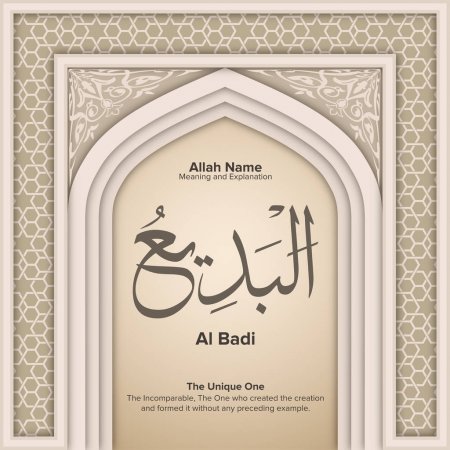 Allah Name
Meaning and Explanation
الْبَدِيعُ
Al Badi
The Unique One
The Incomparable, The One who created the creation
and formed it without any preceding example.